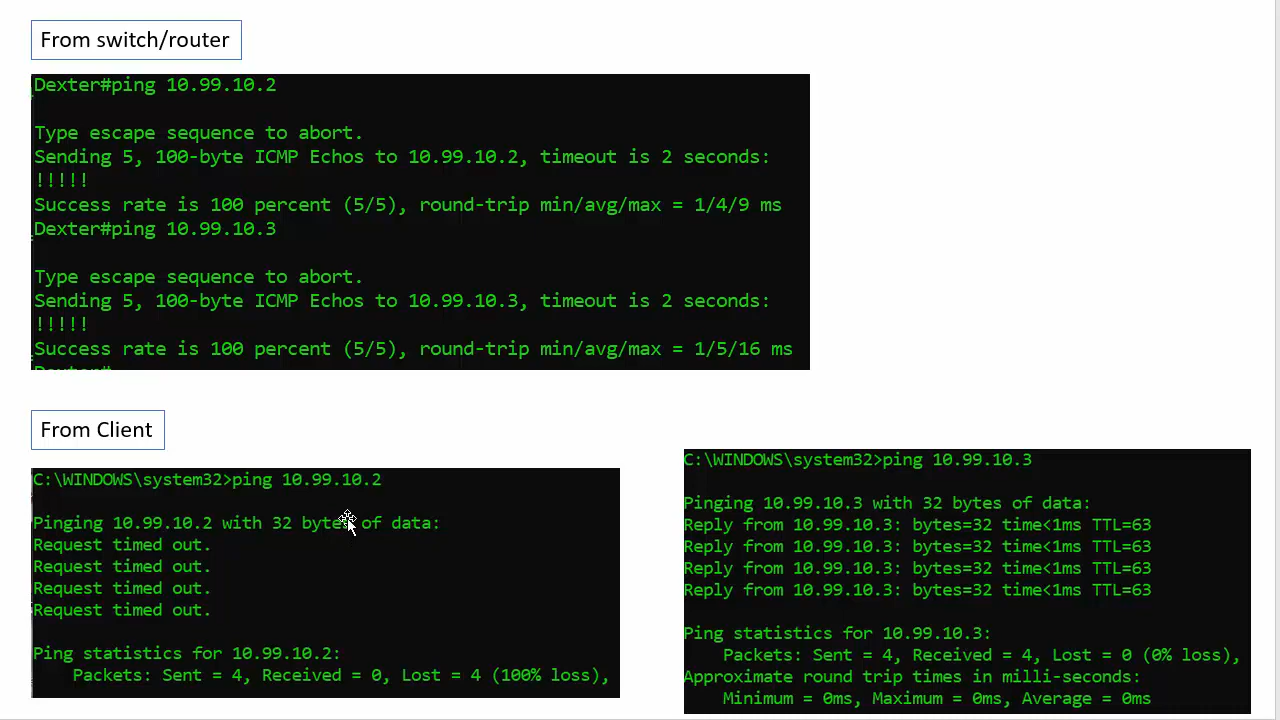 From switch/router
Dexter#ping 10.99.10.2
Type escape sequence to abort.
Sending 5, 100-byte ICMP Echos to 10.99.10.2, timeout is 2 seconds:
!!!!!
Success rate is 100 percent (5/5), round-trip min/avg/max = 1/4/9 ms
Dexter#ping 10.99.10.3
Type escape sequence to abort.
Sending 5, 100-byte ICMP Echos to 10.99.10.3, timeout is 2 seconds:
!!!!!
Success rate is 100 percent (5/5), round-trip min/avg/max = 1/5/16 ms
Dexter#
From Client
C:\WINDOWS\system32>ping 10.99.10.2
Pinging 10.99.10.2 with 32 bytes of data:
Request timed out.
Request timed out.
Request timed out.
Request timed out.
Ping statistics for 10.99.10.2:
Packets: Sent = 4, Received = 0, Lost = 4 (100% loss),
C:\WINDOWS\system32>ping 10.99.10.3
Pinging 10.99.10.3 with 32 bytes of data:
Reply from 10.99.10.3: bytes=32 time<1ms TTL=63
Reply from 10.99.10.3: bytes=32 time<1ms TTL=63
Reply from 10.99.10.3: bytes=32 time<1ms TTL=63
Reply from 10.99.10.3: bytes=32 time<1ms TTL=63
Ping statistics for 10.99.10.3:
Packets: Sent = 4, Received = 4, Lost = 0 (0% loss),
Approximate round trip times in milli-seconds:
Minimum = 0ms, Maximum = 0ms, Average = 0ms